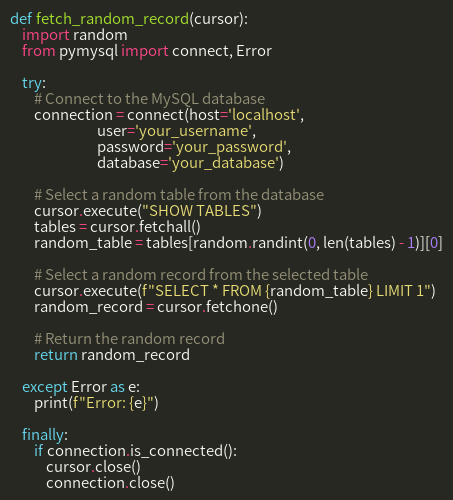 def fetch_random_record(cursor):
    import random
    from pymysql import connect, Error

    try:
        # Connect to the MySQL database
        connection = connect(host='localhost',
                             user='your_username',
                             password='your_password',
                             database='your_database')

        # Select a random table from the database
        cursor.execute("SHOW TABLES")
        tables = cursor.fetchall()
        random_table = tables[random.randint(0, len(tables) - 1)][0]

        # Select a random record from the selected table
        cursor.execute(f"SELECT * FROM {random_table} LIMIT 1")
        random_record = cursor.fetchone()

        # Return the random record
        return random_record

    except Error as e:
        print(f"Error: {e}")

    finally:
        if connection.is_connected():
            cursor.close()
            connection.close()